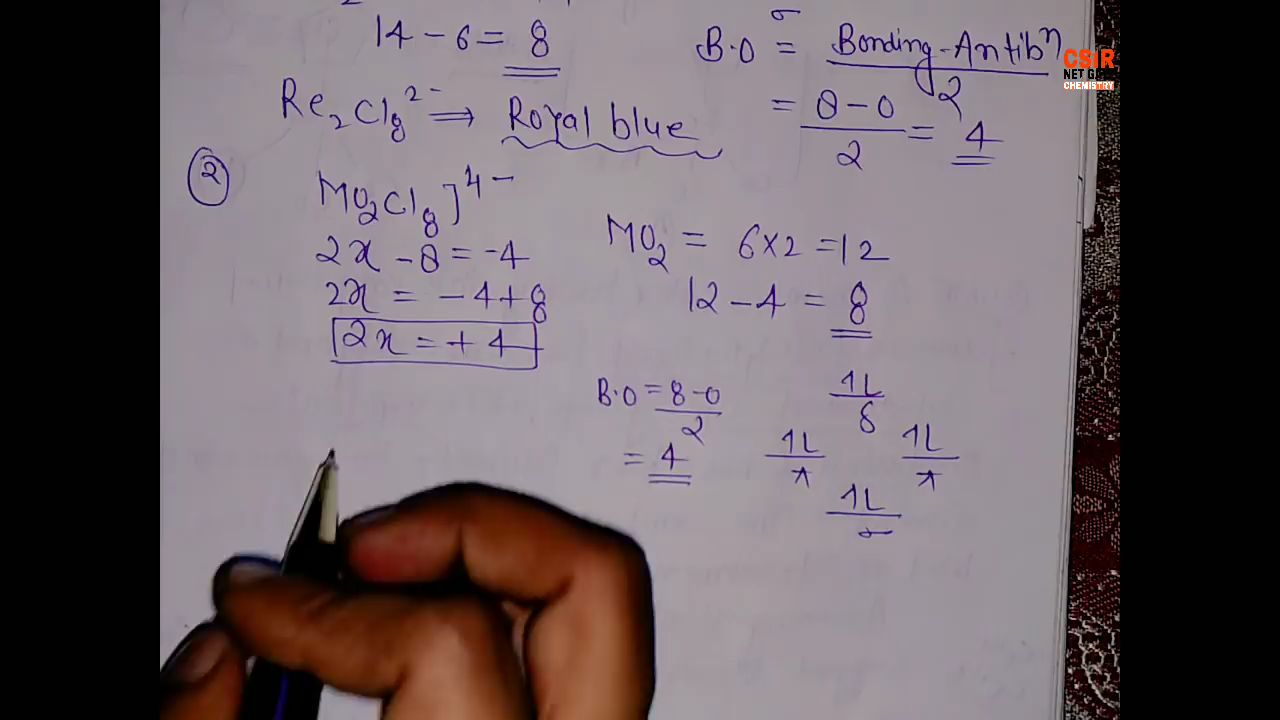 14 - 6 = 8
Re₂Cl₈²⁻ ⇒ Royal blue
B.O = Bonding-Antibⁿ
2
= 8 - 0
2
= 4
CSIR
NET G
CHEMISTRY
②
Mo₂Cl₈]⁴⁻
2x - 8 = -4
2x = -4+8
2x = +4
Mo₂ = 6×2 = 12
12 - 4 = 8
B.O = 8-0
2
= 4
1L
δ
1L 1L
π π
1L
σ